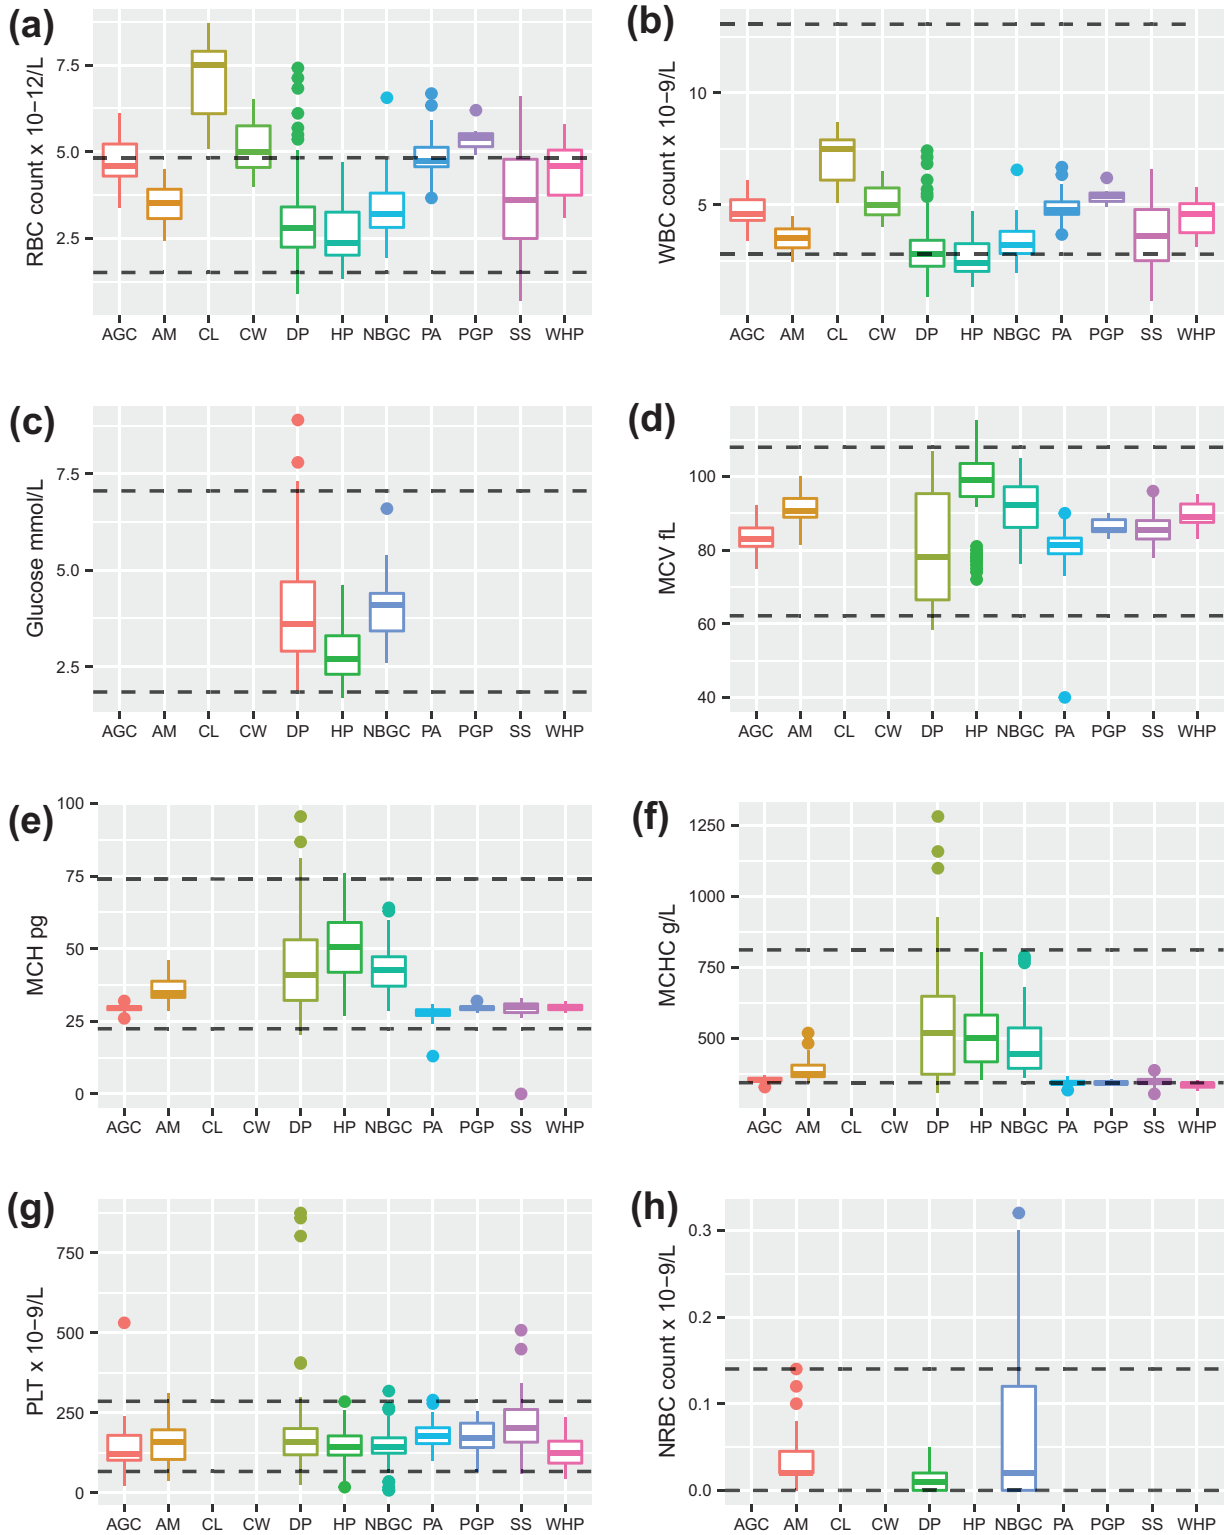 (a)
RBC count x 10−12/L
7.5
5.0
2.5
AGC AM CL CW DP HP NBGC PA PGP SS WHP
(b)
WBC count x 10−9/L
10
5
AGC AM CL CW DP HP NBGC PA PGP SS WHP
(c)
Glucose mmol/L
7.5
5.0
2.5
AGC AM CL CW DP HP NBGC PA PGP SS WHP
(d)
MCV fL
100
80
60
40
AGC AM CL CW DP HP NBGC PA PGP SS WHP
(e)
MCH pg
100
75
50
25
0
AGC AM CL CW DP HP NBGC PA PGP SS WHP
(f)
MCHC g/L
1250
1000
750
500
AGC AM CL CW DP HP NBGC PA PGP SS WHP
(g)
PLT x 10−9/L
750
500
250
0
AGC AM CL CW DP HP NBGC PA PGP SS WHP
(h)
NRBC count x 10−9/L
0.3
0.2
0.1
0.0
AGC AM CL CW DP HP NBGC PA PGP SS WHP